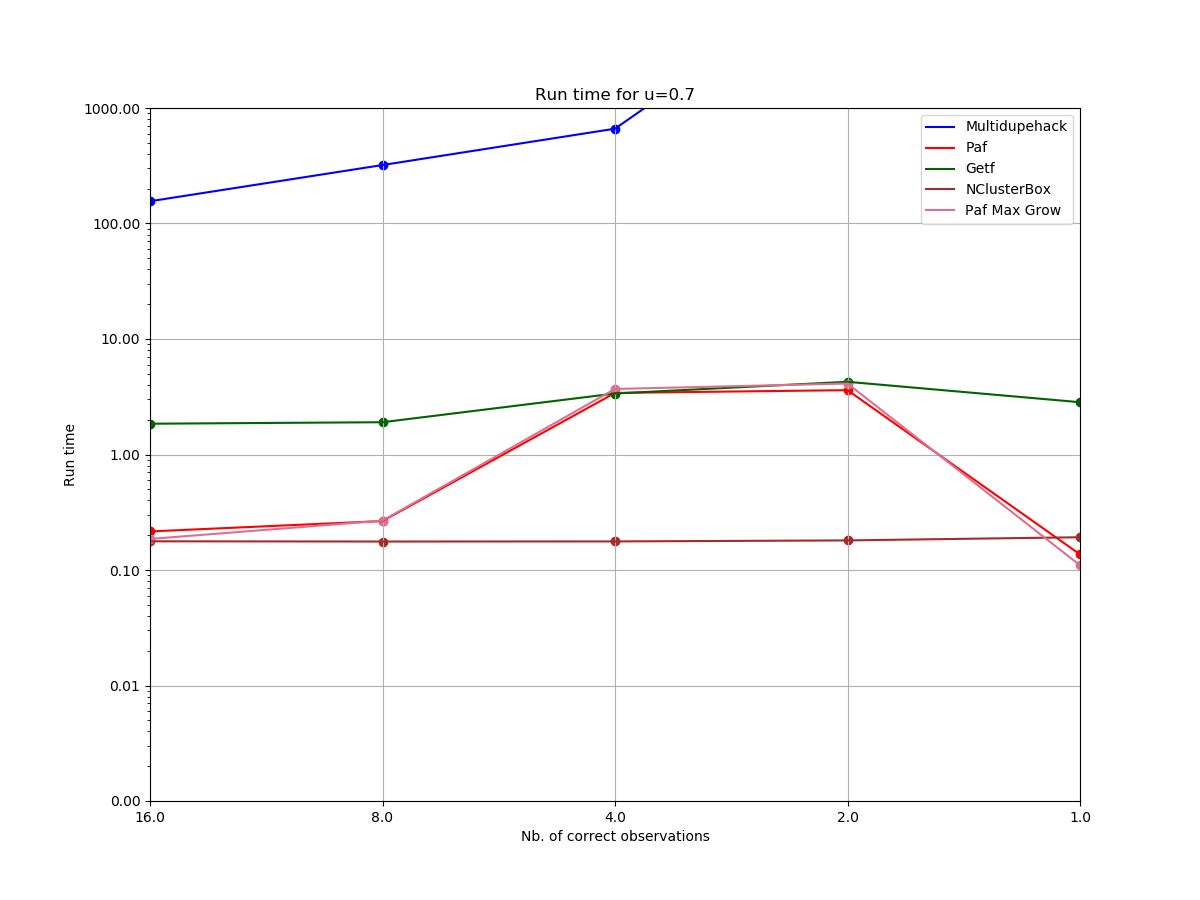 Run time for u=0.7
1000.00
100.00
10.00
1.00
0.10
0.01
0.00
Run time
Multidupehack
Paf
Getf
NClusterBox
Paf Max Grow
16.0
8.0
4.0
2.0
1.0
Nb. of correct observations